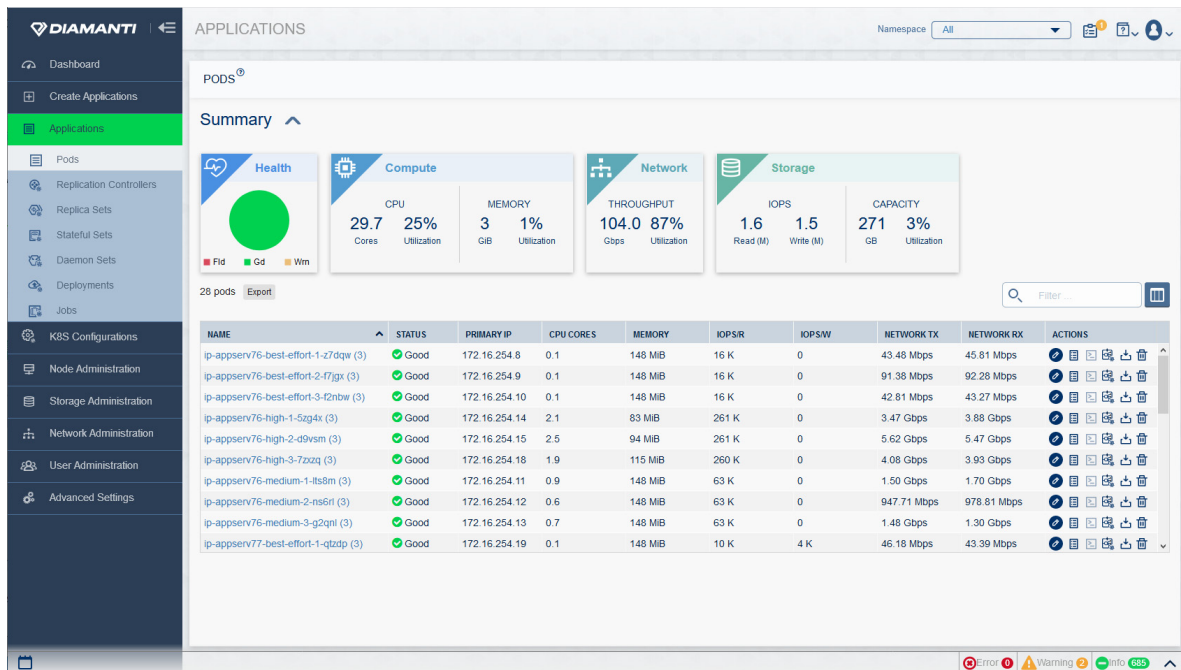 DIAMANTI
APPLICATIONS
Namespace All 1
Dashboard
Create Applications
Applications
Pods
Replication Controllers
Replica Sets
Stateful Sets
Daemon Sets
Deployments
Jobs
K8S Configurations
Node Administration
Storage Administration
Network Administration
User Administration
Advanced Settings
PODS ?
Summary
Health
Fld Gd Wrn
Compute
CPU MEMORY
29.7 25% 3 1%
Cores Utilization GiB Utilization
Network
THROUGHPUT
104.0 87%
Gbps Utilization
Storage
IOPS CAPACITY
1.6 1.5 271 3%
Read (M) Write (M) GB Utilization
28 pods Export
Filter ...
NAME STATUS PRIMARY IP CPU CORES MEMORY IOPS/R IOPS/W NETWORK TX NETWORK RX ACTIONS
ip-appserv76-best-effort-1-z7dqw (3) Good 172.16.254.8 0.1 148 MiB 16 K 0 43.48 Mbps 45.81 Mbps
ip-appserv76-best-effort-2-f7jgx (3) Good 172.16.254.9 0.1 148 MiB 16 K 0 91.38 Mbps 92.28 Mbps
ip-appserv76-best-effort-3-f2nbw (3) Good 172.16.254.10 0.1 148 MiB 16 K 0 42.81 Mbps 43.27 Mbps
ip-appserv76-high-1-5zg4x (3) Good 172.16.254.14 2.1 83 MiB 261 K 0 3.47 Gbps 3.88 Gbps
ip-appserv76-high-2-d9vsm (3) Good 172.16.254.15 2.5 94 MiB 261 K 0 5.62 Gbps 5.47 Gbps
ip-appserv76-high-3-7zxzq (3) Good 172.16.254.18 1.9 115 MiB 260 K 0 4.08 Gbps 3.93 Gbps
ip-appserv76-medium-1-lts8m (3) Good 172.16.254.11 0.9 148 MiB 63 K 0 1.50 Gbps 1.70 Gbps
ip-appserv76-medium-2-ns6rl (3) Good 172.16.254.12 0.6 148 MiB 63 K 0 947.71 Mbps 978.81 Mbps
ip-appserv76-medium-3-g2qnl (3) Good 172.16.254.13 0.7 148 MiB 63 K 0 1.48 Gbps 1.30 Gbps
ip-appserv77-best-effort-1-qtzdp (3) Good 172.16.254.19 0.1 148 MiB 10 K 4 K 46.18 Mbps 43.39 Mbps
Error 0 Warning 2 Info 685